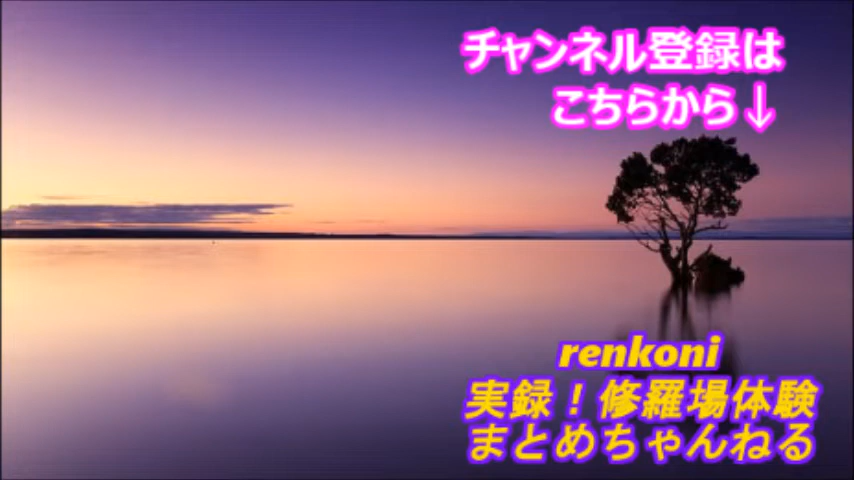 チャンネル登録は
こちらから↓
renkoni
実録！修羅場体験
まとめちゃんねる